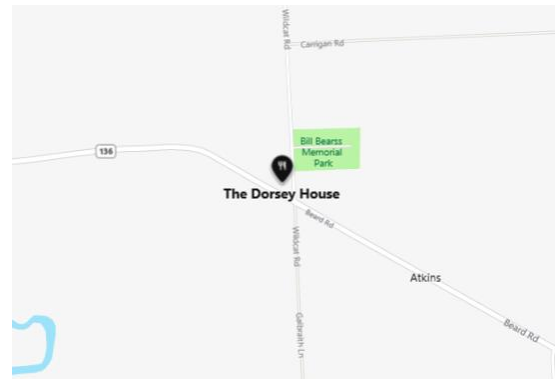 Wildcat Rd
Carrigan Rd
Bill Bearss
Memorial
Park
136
The Dorsey House
Beard Rd
Wildcat Rd
Atkins
Galbraith Ln
Beard Rd